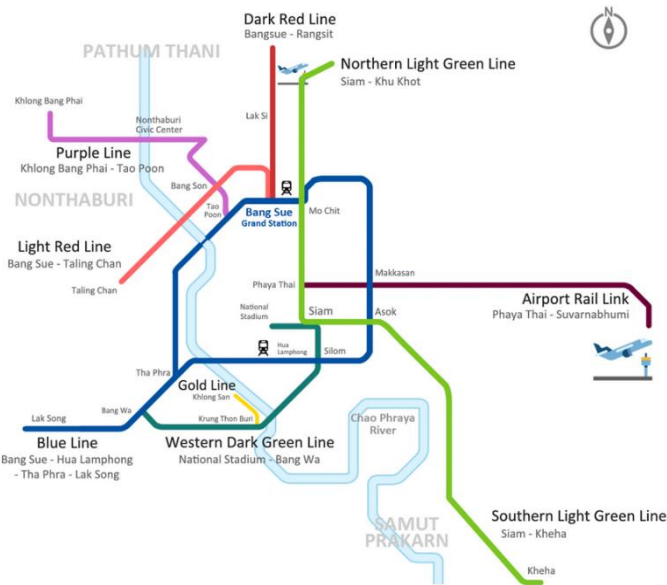 Dark Red Line
Bangsue - Rangsit
N
PATHUM THANI
Northern Light Green Line
Siam - Khu Khot
Khlong Bang Phai
Nonthaburi
Civic Center
Lak Si
Purple Line
Khlong Bang Phai - Tao Poon
Bang Son
NONTHABURI
Tao
Poon
Bang Sue
Grand Station
Mo Chit
Light Red Line
Bang Sue - Taling Chan
Taling Chan
Makkasan
Phaya Thai
Airport Rail Link
Phaya Thai - Suvarnabhumi
National
Stadium
Siam
Asok
Hua
Lamphong
Silom
Tha Phra
Gold Line
Khlong San
Lak Song
Bang Wa
Krung Thon Buri
Chao Phraya
River
Blue Line
Bang Sue - Hua Lamphong
- Tha Phra - Lak Song
Western Dark Green Line
National Stadium - Bang Wa
SAMUT
PRAKARN
Southern Light Green Line
Siam - Kheha
Kheha